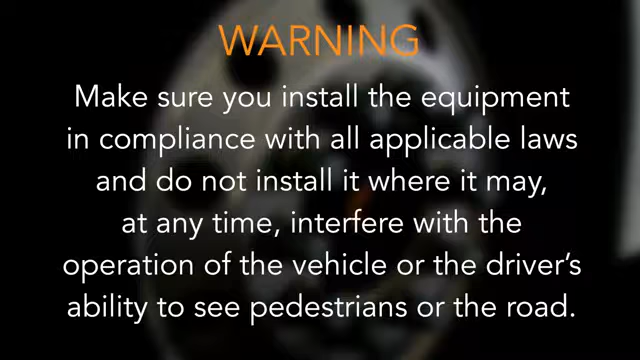 WARNING
Make sure you install the equipment
in compliance with all applicable laws
and do not install it where it may,
at any time, interfere with the
operation of the vehicle or the driver’s
ability to see pedestrians or the road.